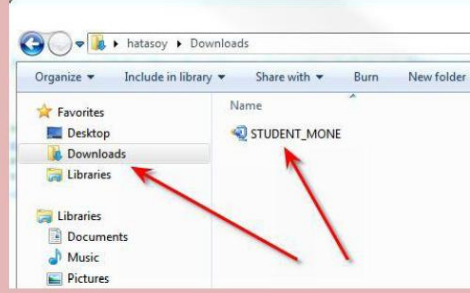 hatasoy Downloads
Organize Include in library Share with Burn New folder
Favorites
Desktop
Downloads
Libraries
Libraries
Documents
Music
Pictures
Name
STUDENT_MONE